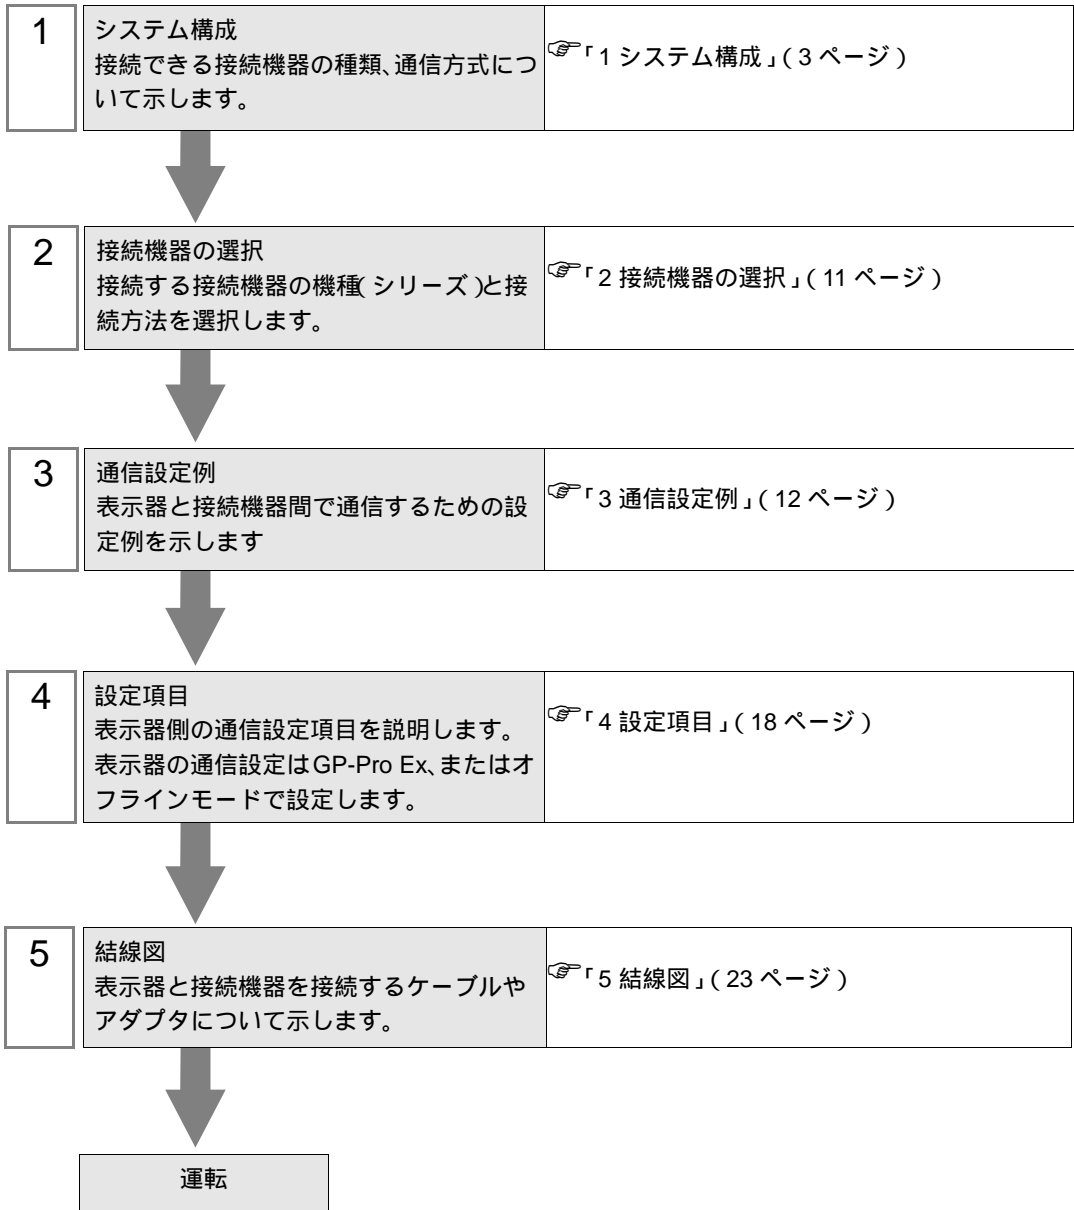 1
システム構成
接続できる接続機器の種類、通信方式につ
いて示します。
☞「1 システム構成」( 3 ページ )
2
接続機器の選択
接続する接続機器の機種( シリーズ )と接
続方法を選択します。
☞「2 接続機器の選択」( 11 ページ )
3
通信設定例
表示器と接続機器間で通信するための設
定例を示します
☞「3 通信設定例」( 12 ページ )
4
設定項目
表示器側の通信設定項目を説明します。
表示器の通信設定はGP-Pro Ex、またはオ
フラインモードで設定します。
☞「4 設定項目」( 18 ページ )
5
結線図
表示器と接続機器を接続するケーブルや
アダプタについて示します。
☞「5 結線図」( 23 ページ )
運転